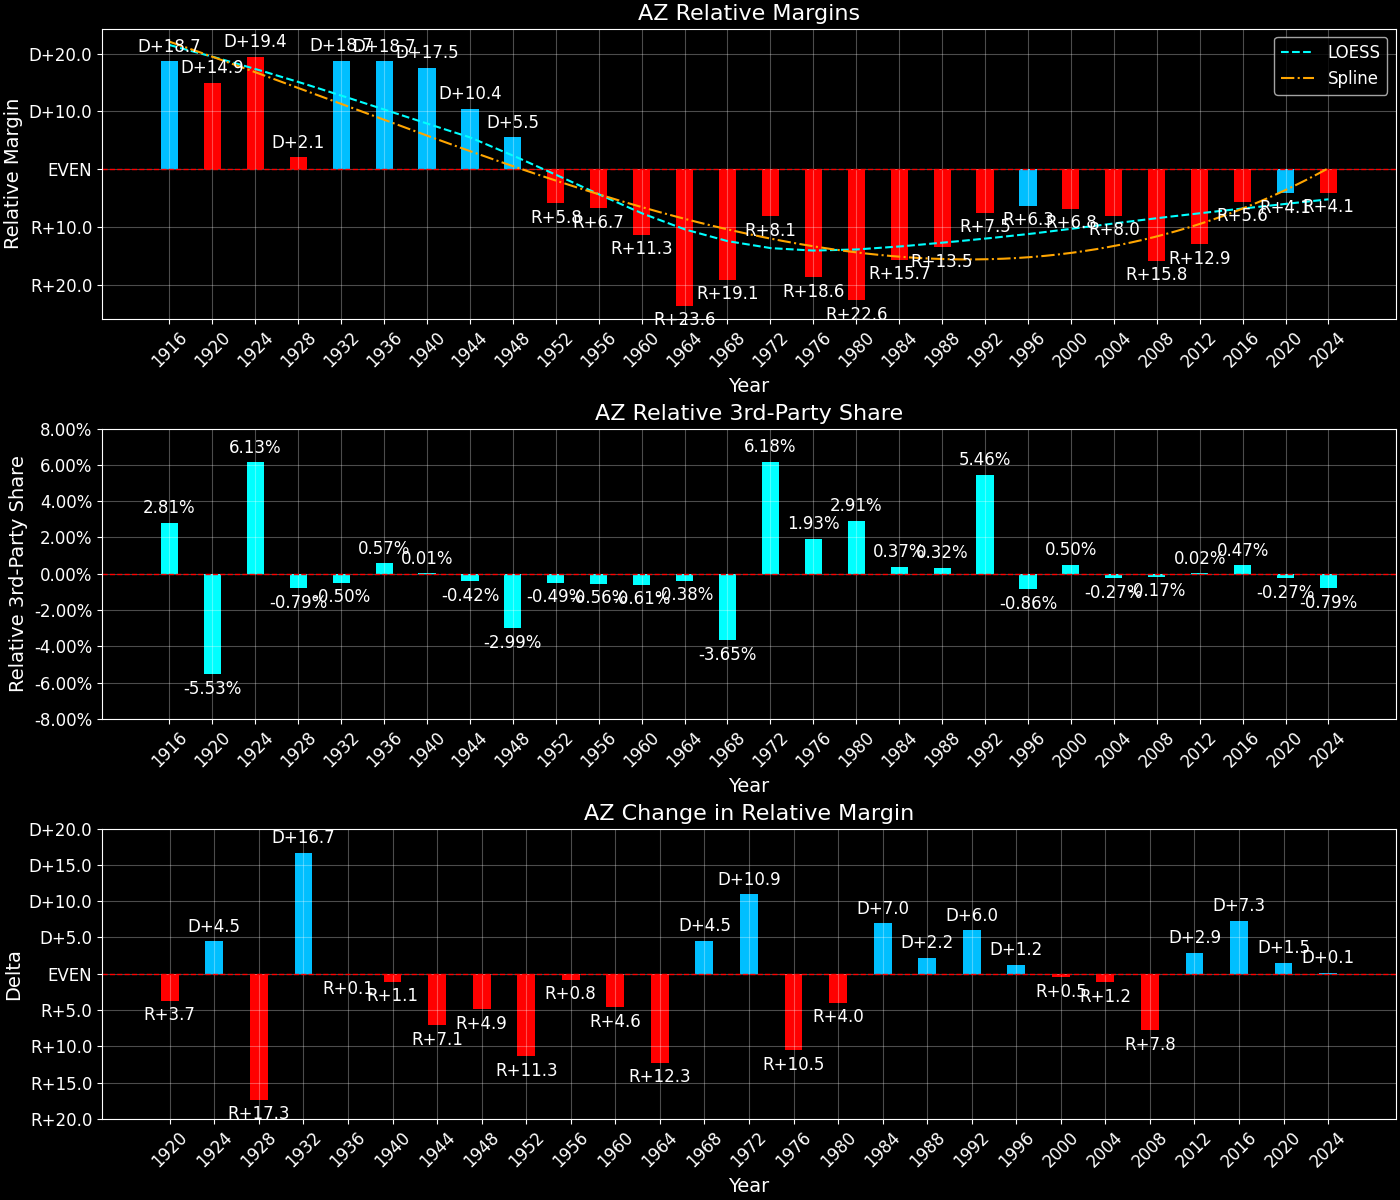 AZ Relative Margins
Relative Margin
D+20.0
D+10.0
EVEN
R+10.0
R+20.0
LOESS
Spline
D+18.7
D+14.9
D+19.4
D+2.1
D+18.7
D+18.7
D+17.5
D+10.4
D+5.5
R+5.8
R+6.7
R+11.3
R+23.6
R+19.1
R+8.1
R+18.6
R+22.6
R+15.7
R+13.5
R+7.5
R+6.3
R+6.8
R+8.0
R+15.8
R+12.9
R+5.6
R+4.1
R+4.1
1916 1920 1924 1928 1932 1936 1940 1944 1948 1952 1956 1960 1964 1968 1972 1976 1980 1984 1988 1992 1996 2000 2004 2008 2012 2016 2020 2024
Year
AZ Relative 3rd-Party Share
Relative 3rd-Party Share
8.00%
6.00%
4.00%
2.00%
0.00%
-2.00%
-4.00%
-6.00%
-8.00%
2.81%
-5.53%
6.13%
-0.79%
-0.50%
0.57%
0.01%
-0.42%
-2.99%
-0.49%
-0.56%
-0.61%
-0.38%
-3.65%
6.18%
1.93%
2.91%
0.37%
0.32%
5.46%
-0.86%
0.50%
-0.27%
-0.17%
0.02%
0.47%
-0.27%
-0.79%
1916 1920 1924 1928 1932 1936 1940 1944 1948 1952 1956 1960 1964 1968 1972 1976 1980 1984 1988 1992 1996 2000 2004 2008 2012 2016 2020 2024
Year
AZ Change in Relative Margin
Delta
D+20.0
D+15.0
D+10.0
D+5.0
EVEN
R+5.0
R+10.0
R+15.0
R+20.0
R+3.7
D+4.5
R+17.3
D+16.7
R+0.1
R+1.1
R+7.1
R+4.9
R+11.3
R+0.8
R+4.6
R+12.3
D+4.5
D+10.9
R+10.5
R+4.0
D+7.0
D+2.2
D+6.0
D+1.2
R+0.5
R+1.2
R+7.8
D+2.9
D+7.3
D+1.5
D+0.1
1920 1924 1928 1932 1936 1940 1944 1948 1952 1956 1960 1964 1968 1972 1976 1980 1984 1988 1992 1996 2000 2004 2008 2012 2016 2020 2024
Year